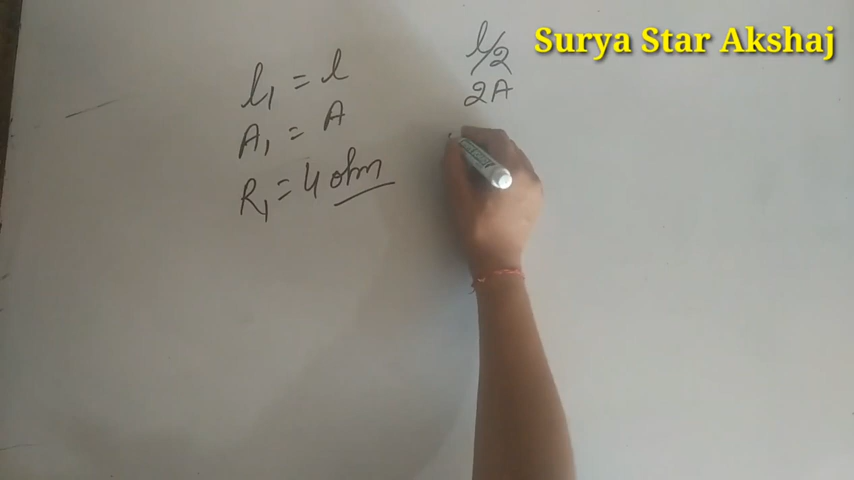 Surya Star Akshaj
l₁ = l
A₁ = A
R₁ = 4 ohm
l/2
2A